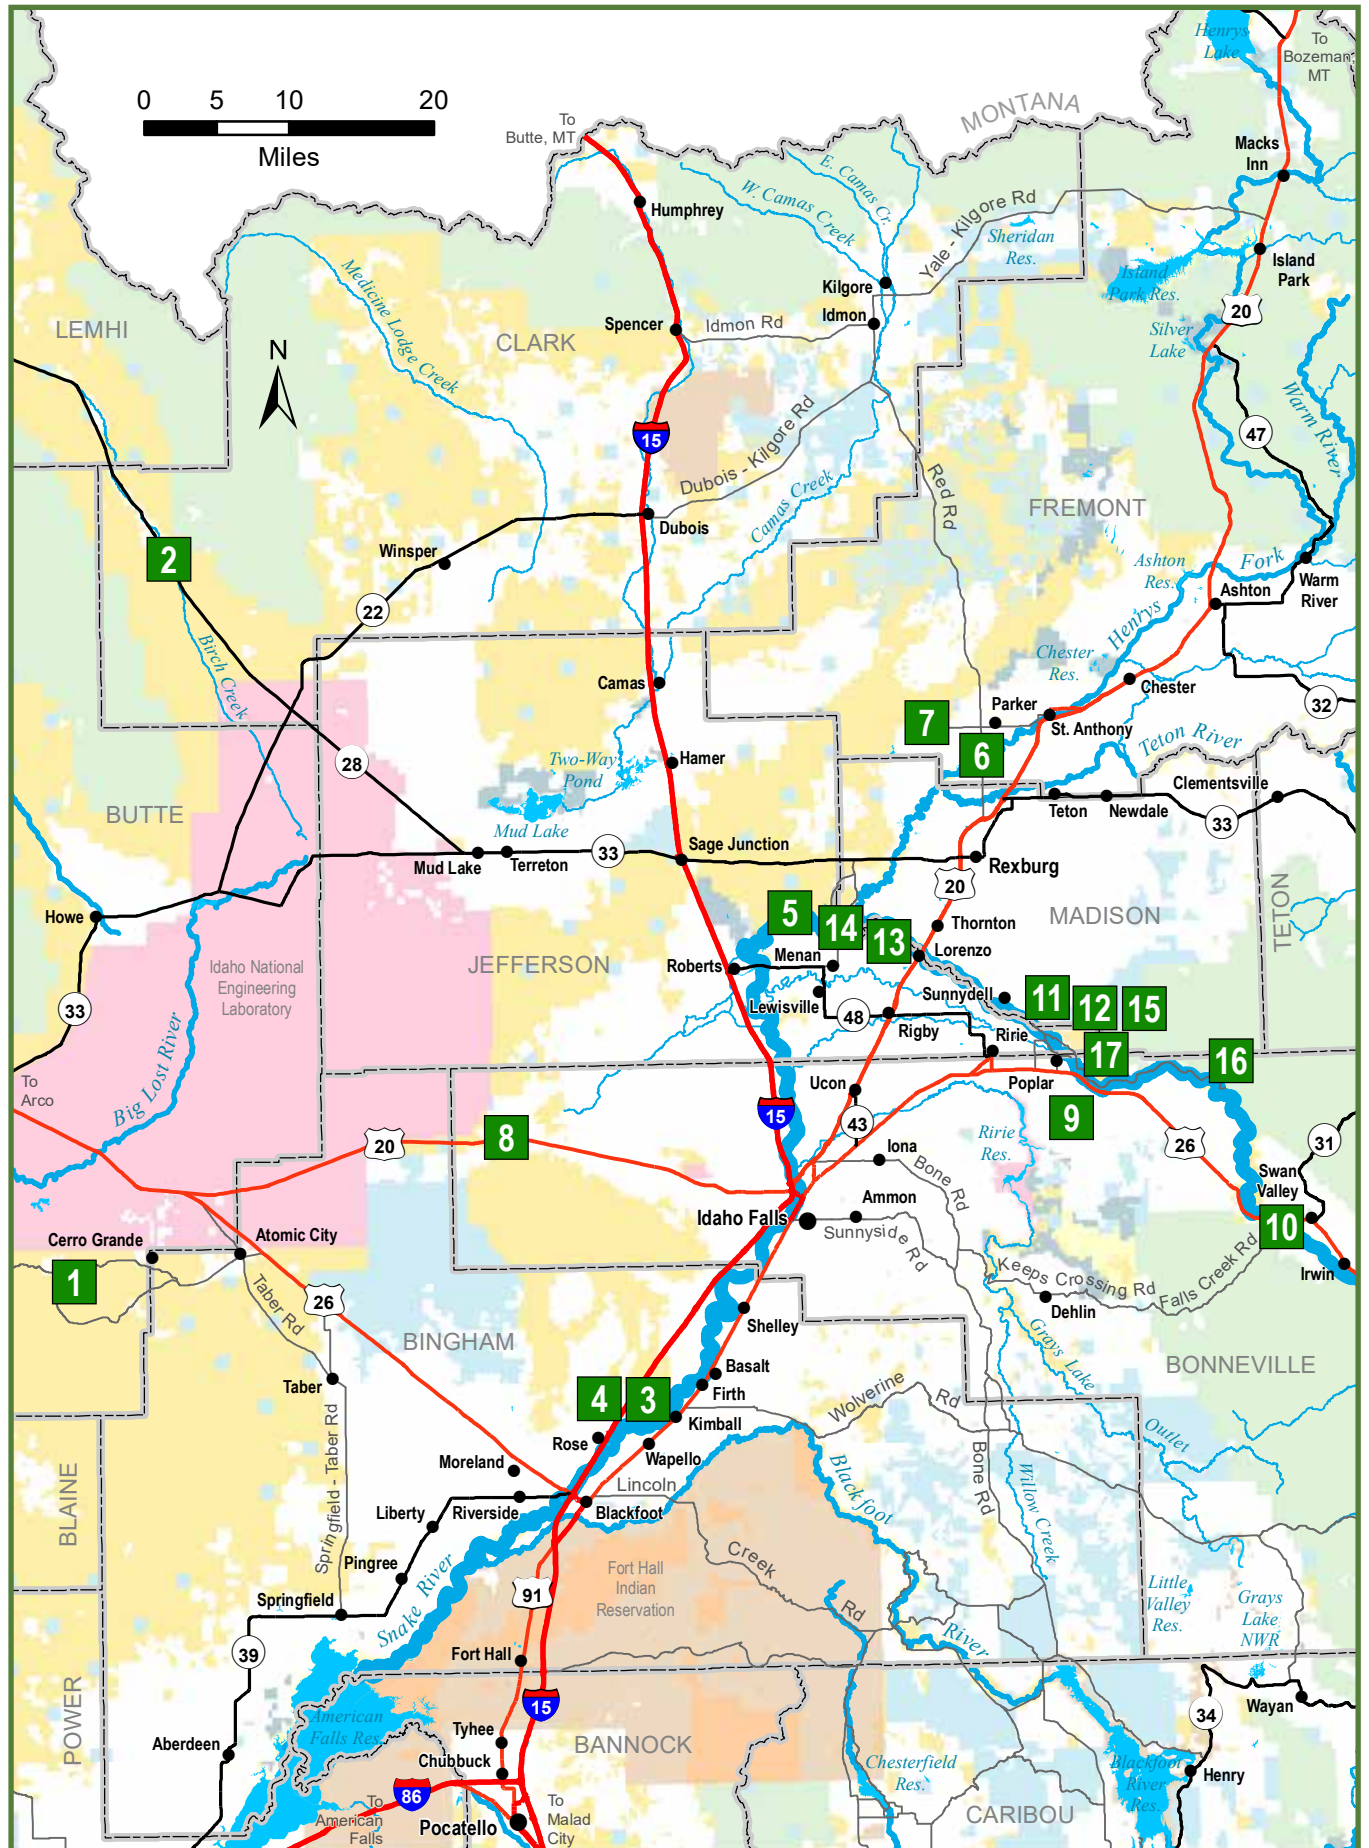 Henrys
Lake
To
Bozeman,
MT
0 5 10 20
Miles
To
Butte, MT
MONTANA
Macks
Inn
E. Camas Cr.
W. Camas Creek
Yale - Kilgore Rd
Humphrey
Sheridan
Res.
Island
Park
Medicine Lodge Creek
Kilgore
Island
Park Res.
20
LEMHI
CLARK
Spencer
Idmon Rd
Idmon
Silver
Lake
N
Warm River
15
Dubois - Kilgore Rd
47
Red Rd
Camas Creek
FREMONT
Dubois
Winsper
2
Ashton
Res.
Fork
Warm
River
Ashton
22
Henrys
Birch Creek
Chester
Res.
Camas
Chester
Parker
32
7
6
St. Anthony
Teton River
28
Two-Way
Pond
Hamer
Clementsville
BUTTE
Teton
Newdale
33
Mud Lake
33
Sage Junction
Mud Lake
Terreton
Rexburg
20
TETON
Howe
5
14
13
Thornton
MADISON
Lorenzo
Idaho National
Engineering
Laboratory
JEFFERSON
Roberts
Menan
Sunnydell
11
12
15
33
Lewisville
48
Rigby
Ririe
17
16
Big Lost River
To
Arco
Ucon
Poplar
15
43
9
8
20
Iona
Ririe
Res.
26
31
Bone Rd
Swan
Valley
Ammon
Idaho Falls
Sunnyside Rd
10
Cerro Grande
Atomic City
1
Keeps Crossing Rd
Falls Creek Rd
Irwin
Taber Rd
26
Dehlin
Shelley
Grays Lake
BINGHAM
BONNEVILLE
Basalt
Taber
4
3
Firth
Wolverine
Rd
Kimball
Rose
Outlet
Wapello
Springfield - Taber Rd
Moreland
Bone Rd
Blackfoot
Lincoln
Willow Creek
BLAINE
Liberty
Riverside
Blackfoot
Pingree
Creek
Fort Hall
Indian
Reservation
91
Little
Valley
Res.
Grays
Lake
NWR
Springfield
Rd
Snake River
River
39
Fort Hall
POWER
15
Wayan
34
American
Falls Res.
Tyhee
Aberdeen
BANNOCK
Chubbuck
Chesterfield
Res.
Blackfoot
River
Res.
Henry
86
To
American
Falls
Pocatello
To
Malad
City
CARIBOU